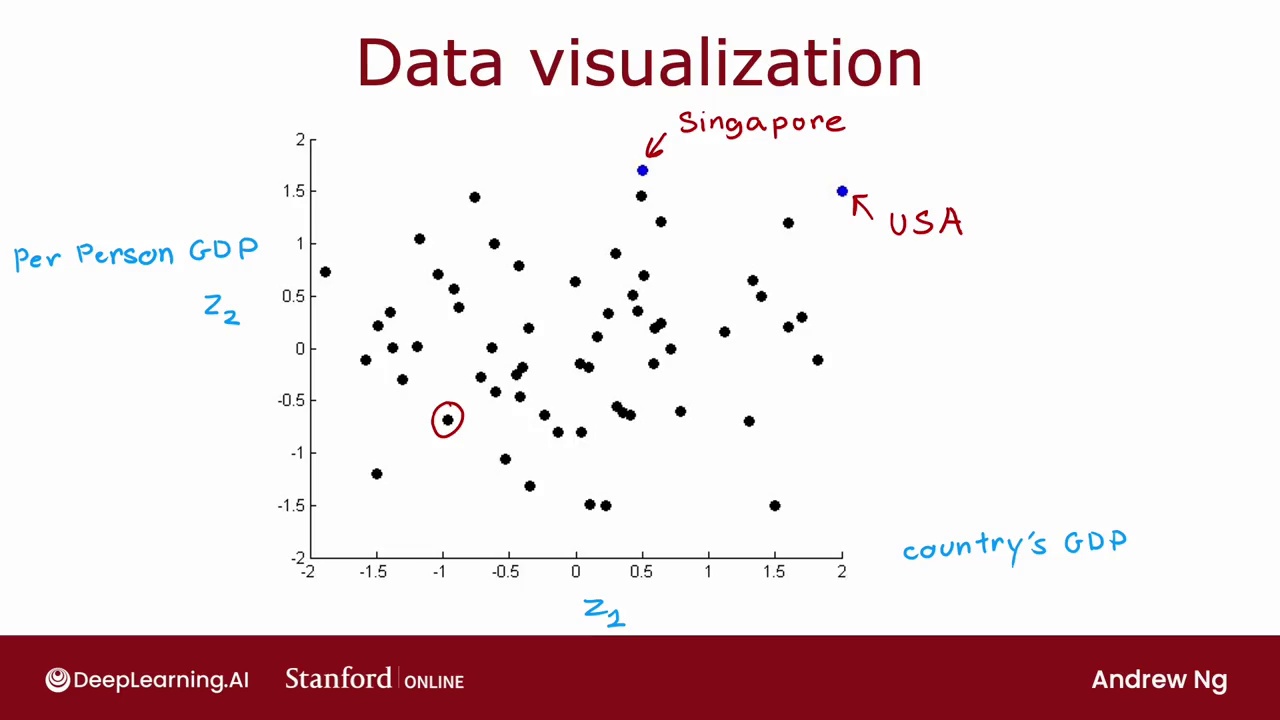 Data visualization
Singapore
USA
Per Person GDP
z2
2
1.5
1
0.5
0
-0.5
-1
-1.5
-2
-2 -1.5 -1 -0.5 0 0.5 1 1.5 2
country's GDP
z1
DeepLearning.AI Stanford ONLINE Andrew Ng